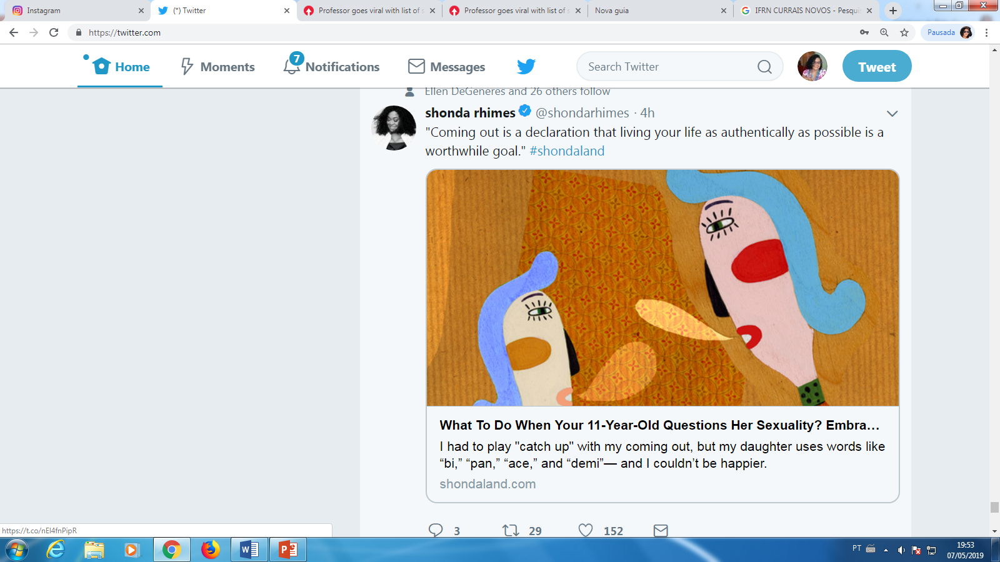 Instagram
(*) Twitter
Professor goes viral with list of s
Professor goes viral with list of s
Nova guia
IFRN CURRAIS NOVOS - Pesqui
https://twitter.com
Pausada
Home
Moments
7
Notifications
Messages
Search Twitter
Tweet
Ellen DeGeneres and 26 others follow
shonda rhimes @shondarhimes · 4h
"Coming out is a declaration that living your life as authentically as possible is a
worthwhile goal." #shondaland
What To Do When Your 11-Year-Old Questions Her Sexuality? Embra...
I had to play "catch up" with my coming out, but my daughter uses words like
“bi,” “pan,” “ace,” and “demi”— and I couldn’t be happier.
shondaland.com
3
29
152
https://t.co/nEl4fnPipR
PT
19:53
07/05/2019